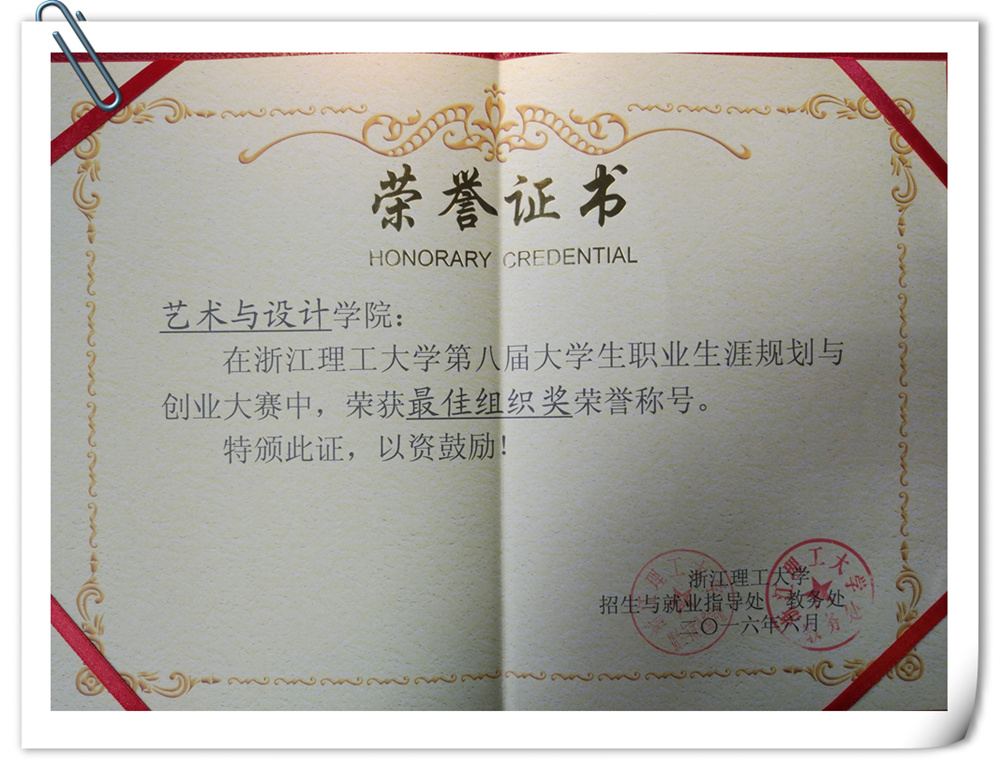 荣誉证书
HONORARY CREDENTIAL
艺术与设计学院：
在浙江理工大学第八届大学生职业生涯规划与
创业大赛中，荣获最佳组织奖荣誉称号。
特颁此证，以资鼓励！
浙江理工大学
招生与就业指导处 教务处
二〇一六年六月